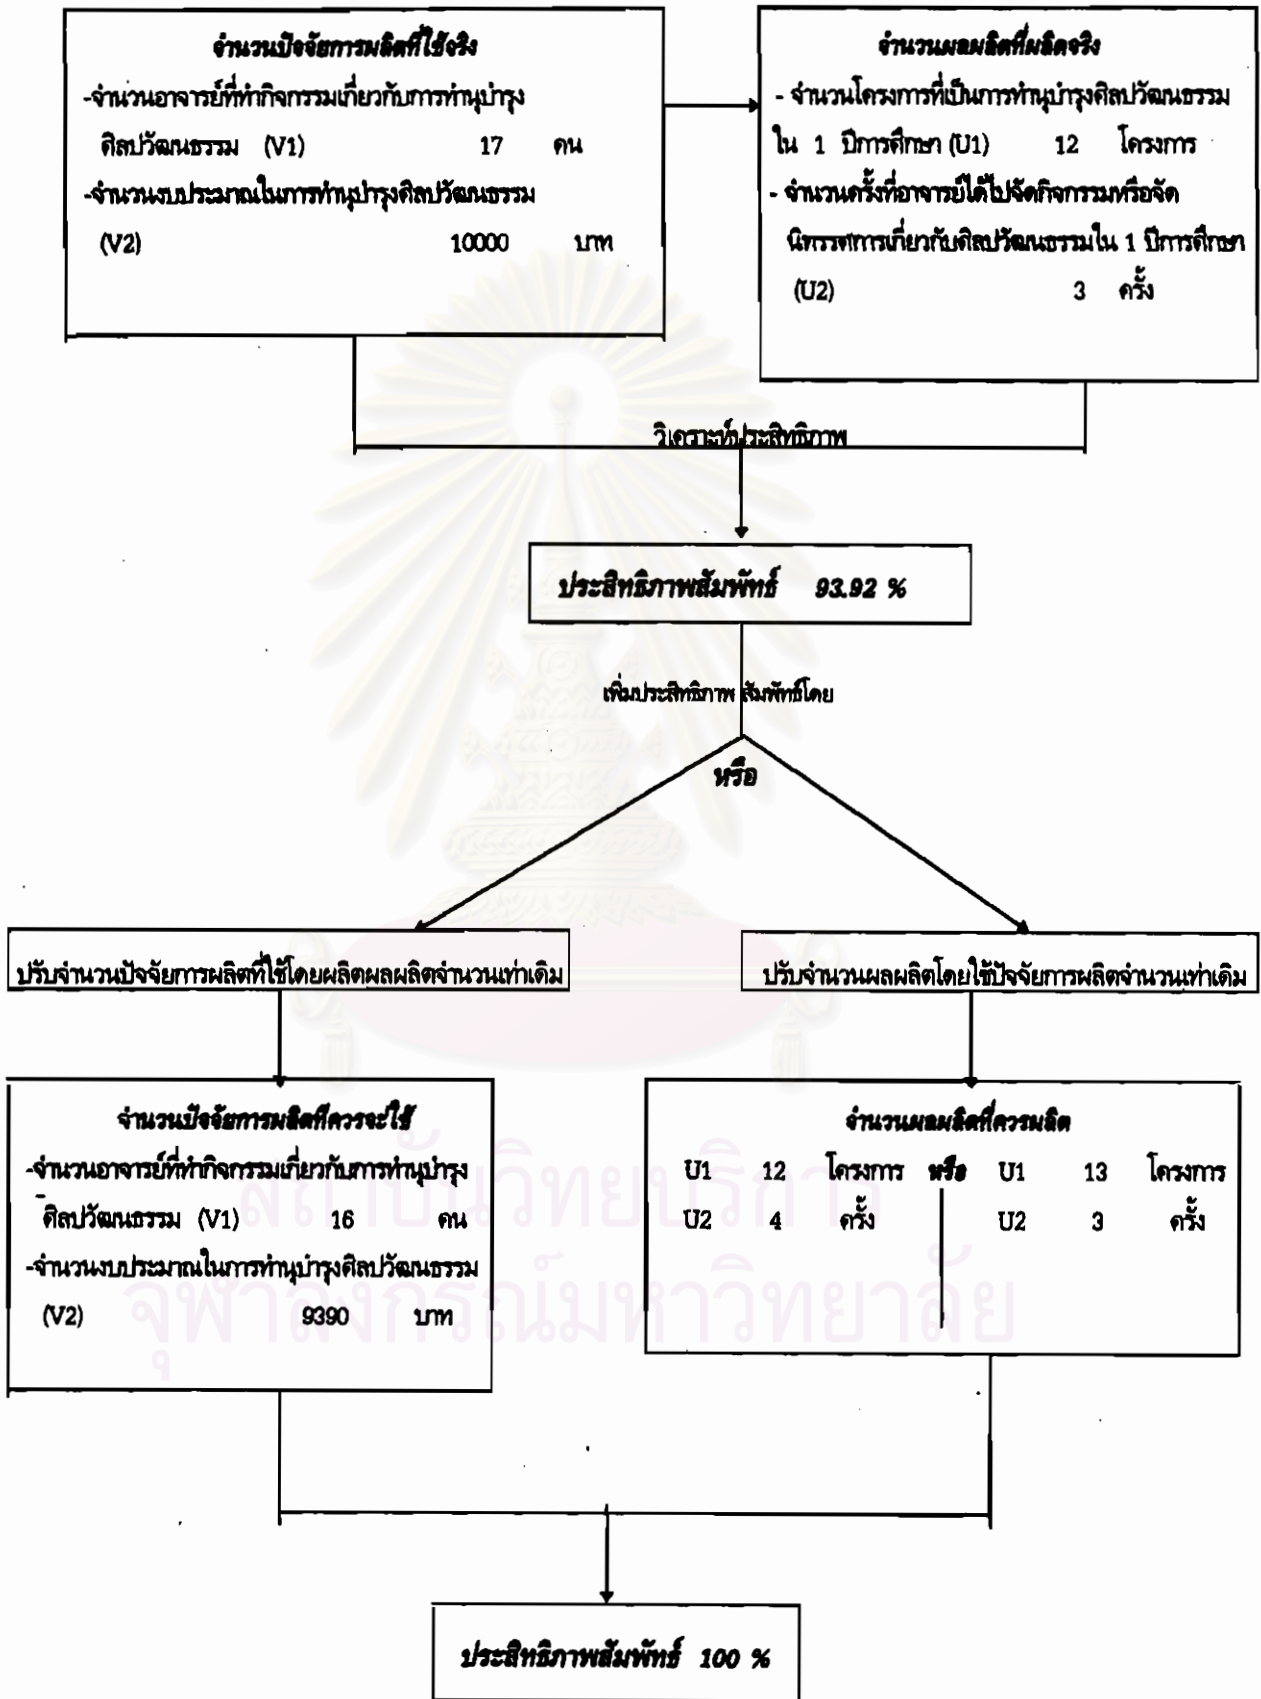 จำนวนปัจจัยการผลิตที่ใช้จริง
-จำนวนอาจารย์ที่ทำกิจกรรมเกี่ยวกับการทำนุบำรุง
ศิลปวัฒนธรรม (V1) 17 คน
-จำนวนงบประมาณในการทำนุบำรุงศิลปวัฒนธรรม
(V2) 10000 บาท
จำนวนผลผลิตที่ผลิตจริง
- จำนวนโครงการที่เป็นการทำนุบำรุงศิลปวัฒนธรรม
ใน 1 ปีการศึกษา (U1) 12 โครงการ
- จำนวนครั้งที่อาจารย์ได้ไปจัดกิจกรรมหรือจัด
นิทรรศการเกี่ยวกับศิลปวัฒนธรรมใน 1 ปีการศึกษา
(U2) 3 ครั้ง
วิเคราะห์ประสิทธิภาพ
ประสิทธิภาพสัมพัทธ์ 93.92 %
เพิ่มประสิทธิภาพ สัมพัทธ์โดย
หรือ
ปรับจำนวนปัจจัยการผลิตที่ใช้โดยผลิตผลผลิตจำนวนเท่าเดิม
ปรับจำนวนผลผลิตโดยใช้ปัจจัยการผลิตจำนวนเท่าเดิม
จำนวนปัจจัยการผลิตที่ควรจะใช้
-จำนวนอาจารย์ที่ทำกิจกรรมเกี่ยวกับการทำนุบำรุง
ศิลปวัฒนธรรม (V1) 16 คน
-จำนวนงบประมาณในการทำนุบำรุงศิลปวัฒนธรรม
(V2) 9390 บาท
จำนวนผลผลิตที่ควรผลิต
U1 12 โครงการ หรือ U1 13 โครงการ
U2 4 ครั้ง U2 3 ครั้ง
สถาบันวิทยบริการ
จุฬาลงกรณ์มหาวิทยาลัย
ประสิทธิภาพสัมพัทธ์ 100 %